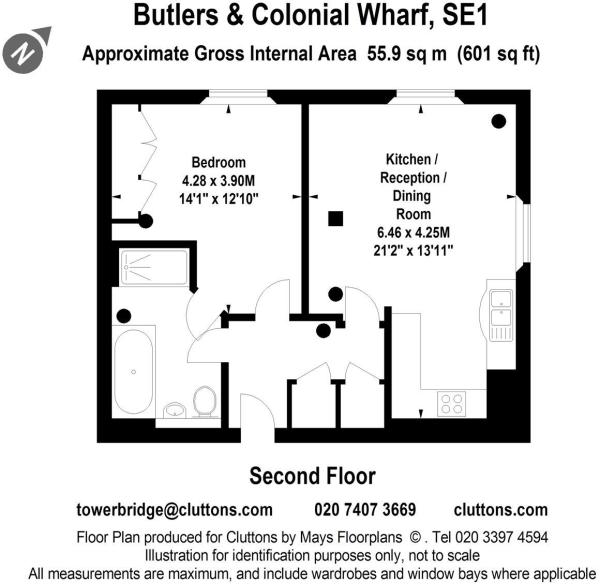 Butlers & Colonial Wharf, SE1
Approximate Gross Internal Area 55.9 sq m (601 sq ft)
N
Bedroom
4.28 x 3.90M
14'1" x 12'10"
Kitchen /
Reception /
Dining
Room
6.46 x 4.25M
21'2" x 13'11"
Second Floor
towerbridge@cluttons.com 020 7407 3669 cluttons.com
Floor Plan produced for Cluttons by Mays Floorplans © . Tel 020 3397 4594
Illustration for identification purposes only, not to scale
All measurements are maximum, and include wardrobes and window bays where applicable